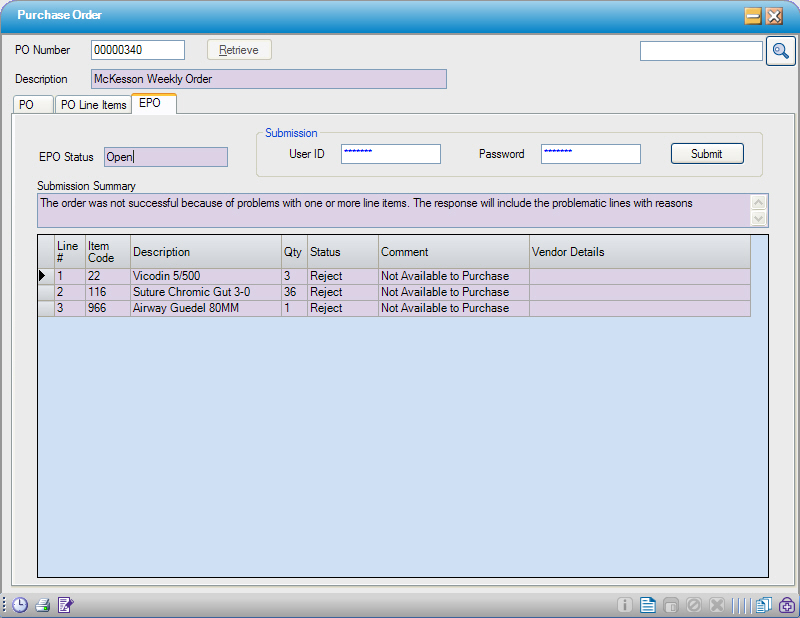 Purchase Order
PO Number 00000340 Retrieve
Description McKesson Weekly Order
PO PO Line Items EPO
Submission
EPO Status Open User ID ******* Password ******* Submit
Submission Summary
The order was not successful because of problems with one or more line items. The response will include the problematic lines with reasons
Line # Item Code Description Qty Status Comment Vendor Details
1 22 Vicodin 5/500 3 Reject Not Available to Purchase
2 116 Suture Chromic Gut 3-0 36 Reject Not Available to Purchase
3 966 Airway Guedel 80MM 1 Reject Not Available to Purchase